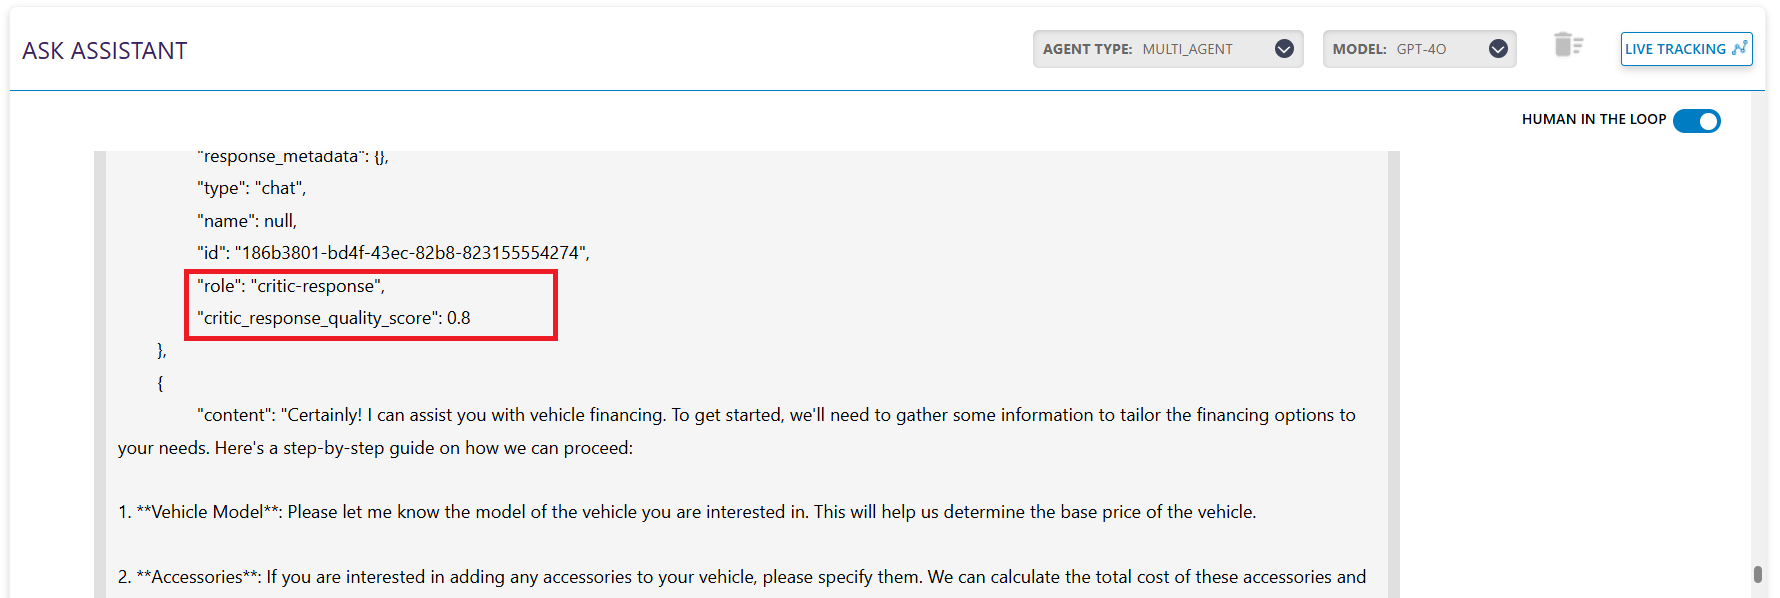 ASK ASSISTANT
AGENT TYPE: MULTI_AGENT
MODEL: GPT-4O
LIVE TRACKING
HUMAN IN THE LOOP
"response_metadata": {},
"type": "chat",
"name": null,
"id": "186b3801-bd4f-43ec-82b8-823155554274",
"role": "critic-response",
"critic_response_quality_score": 0.8
},
{
"content": "Certainly! I can assist you with vehicle financing. To get started, we'll need to gather some information to tailor the financing options to
your needs. Here's a step-by-step guide on how we can proceed:
1. **Vehicle Model**: Please let me know the model of the vehicle you are interested in. This will help us determine the base price of the vehicle.
2. **Accessories**: If you are interested in adding any accessories to your vehicle, please specify them. We can calculate the total cost of these accessories and